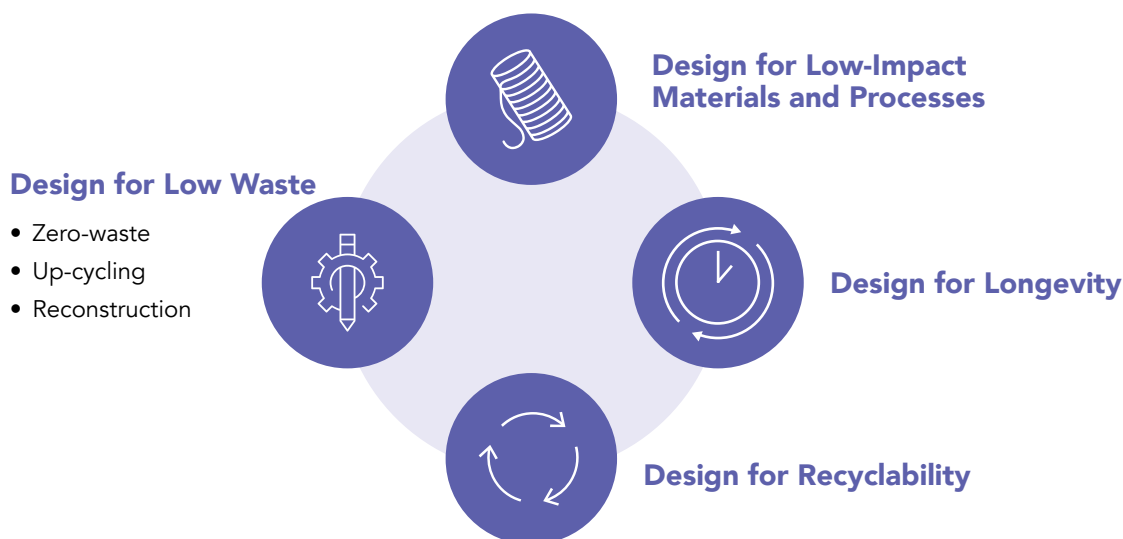 Design for Low-Impact
Materials and Processes
Design for Low Waste
• Zero-waste
• Up-cycling
• Reconstruction
Design for Longevity
Design for Recyclability